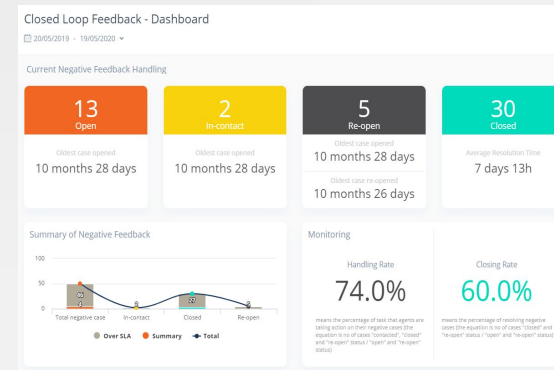 Closed Loop Feedback - Dashboard
20/05/2019 - 19/05/2020
Current Negative Feedback Handling
13
Open
Oldest case opened
10 months 28 days
2
In-contact
Oldest case opened
10 months 28 days
5
Re-open
Oldest case opened
10 months 28 days
Oldest case re-opened
10 months 26 days
30
Closed
Average Resolution Time
7 days 13h
Summary of Negative Feedback
100
50
0
46
4
2
27
Total negative case
In-contact
Closed
Re-open
Over SLA
Summary
Total
Monitoring
Handling Rate
74.0%
means the percentage of task that agents are
taking action on their negative cases (the
equation is no of cases "contacted", "closed"
and "re-open" status / "open" and "re-open"
status)
Closing Rate
60.0%
means the percentage of resolving negative
cases (the equation is no of cases "closed" and
"re-open" status / "open" and "re-open" status)